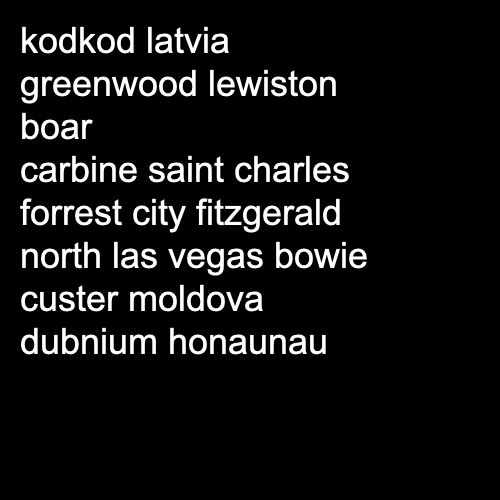 kodkod latvia
greenwood lewiston
boar
carbine saint charles
forrest city fitzgerald
north las vegas bowie
custer moldova
dubnium honaunau